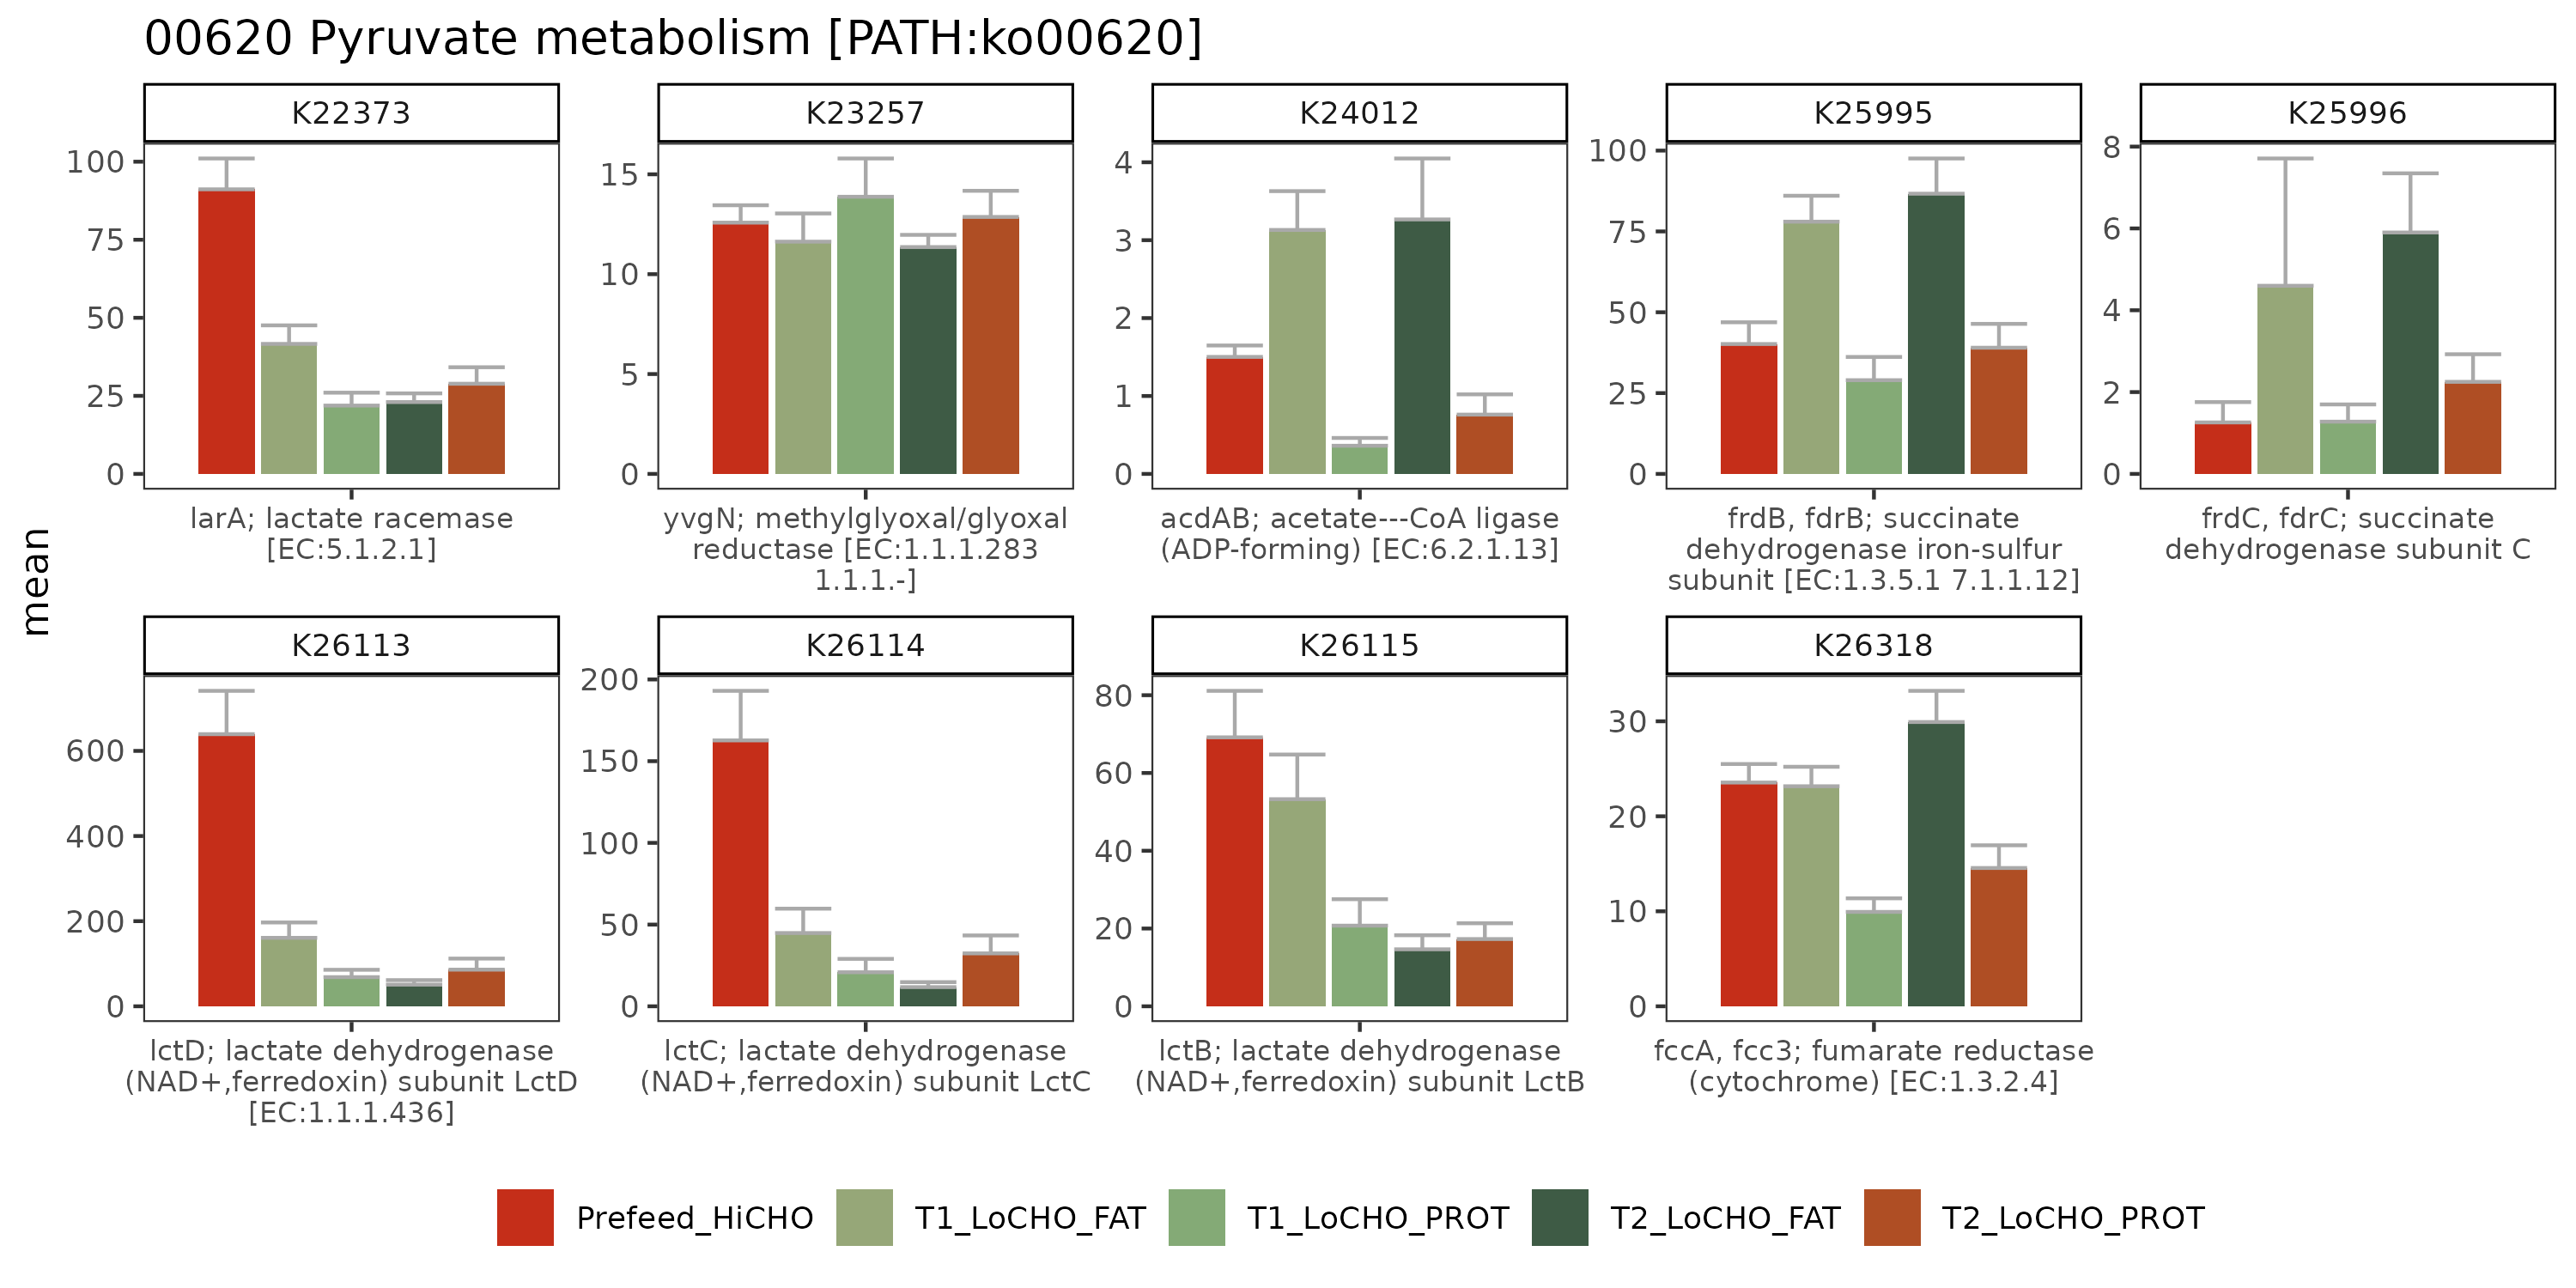 00620 Pyruvate metabolism [PATH:ko00620]
K22373
K23257
K24012
K25995
K25996
100
75
50
25
0
15
10
5
0
4
3
2
1
0
100
75
50
25
0
8
6
4
2
0
larA; lactate racemase
[EC:5.1.2.1]
yvgN; methylglyoxal/glyoxal
reductase [EC:1.1.1.283
1.1.1.-]
acdAB; acetate---CoA ligase
(ADP-forming) [EC:6.2.1.13]
frdB, fdrB; succinate
dehydrogenase iron-sulfur
subunit [EC:1.3.5.1 7.1.1.12]
frdC, fdrC; succinate
dehydrogenase subunit C
mean
K26113
K26114
K26115
K26318
600
400
200
0
200
150
100
50
0
80
60
40
20
0
30
20
10
0
lctD; lactate dehydrogenase
(NAD+,ferredoxin) subunit LctD
[EC:1.1.1.436]
lctC; lactate dehydrogenase
(NAD+,ferredoxin) subunit LctC
lctB; lactate dehydrogenase
(NAD+,ferredoxin) subunit LctB
fccA, fcc3; fumarate reductase
(cytochrome) [EC:1.3.2.4]
Prefeed_HiCHO
T1_LoCHO_FAT
T1_LoCHO_PROT
T2_LoCHO_FAT
T2_LoCHO_PROT